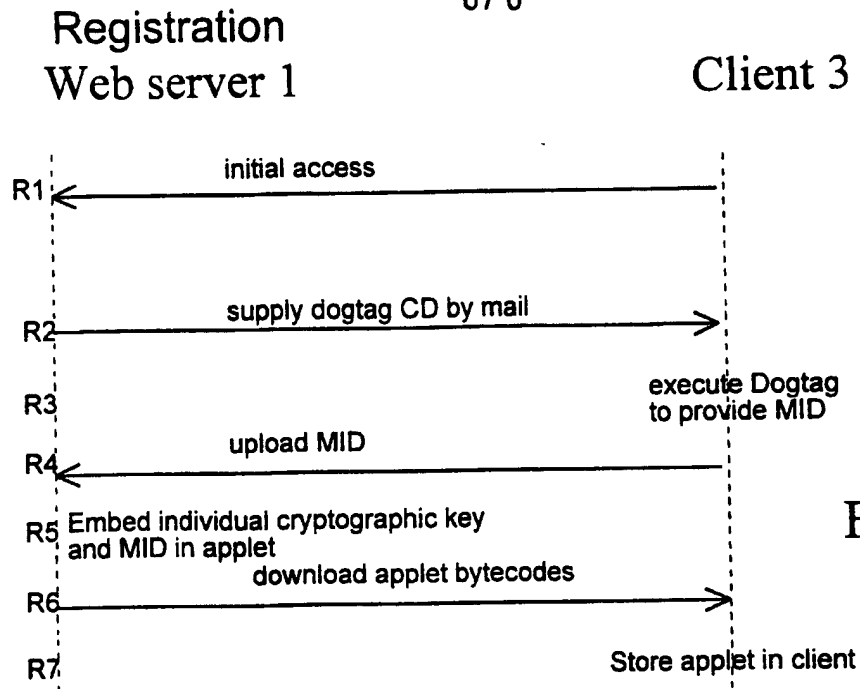 Registration
Web server 1
Client 3
R1
initial access
R2
supply dogtag CD by mail
R3
execute Dogtag
to provide MID
R4
upload MID
R5
Embed individual cryptographic key
and MID in applet
R6
download applet bytecodes
R7
Store applet in client